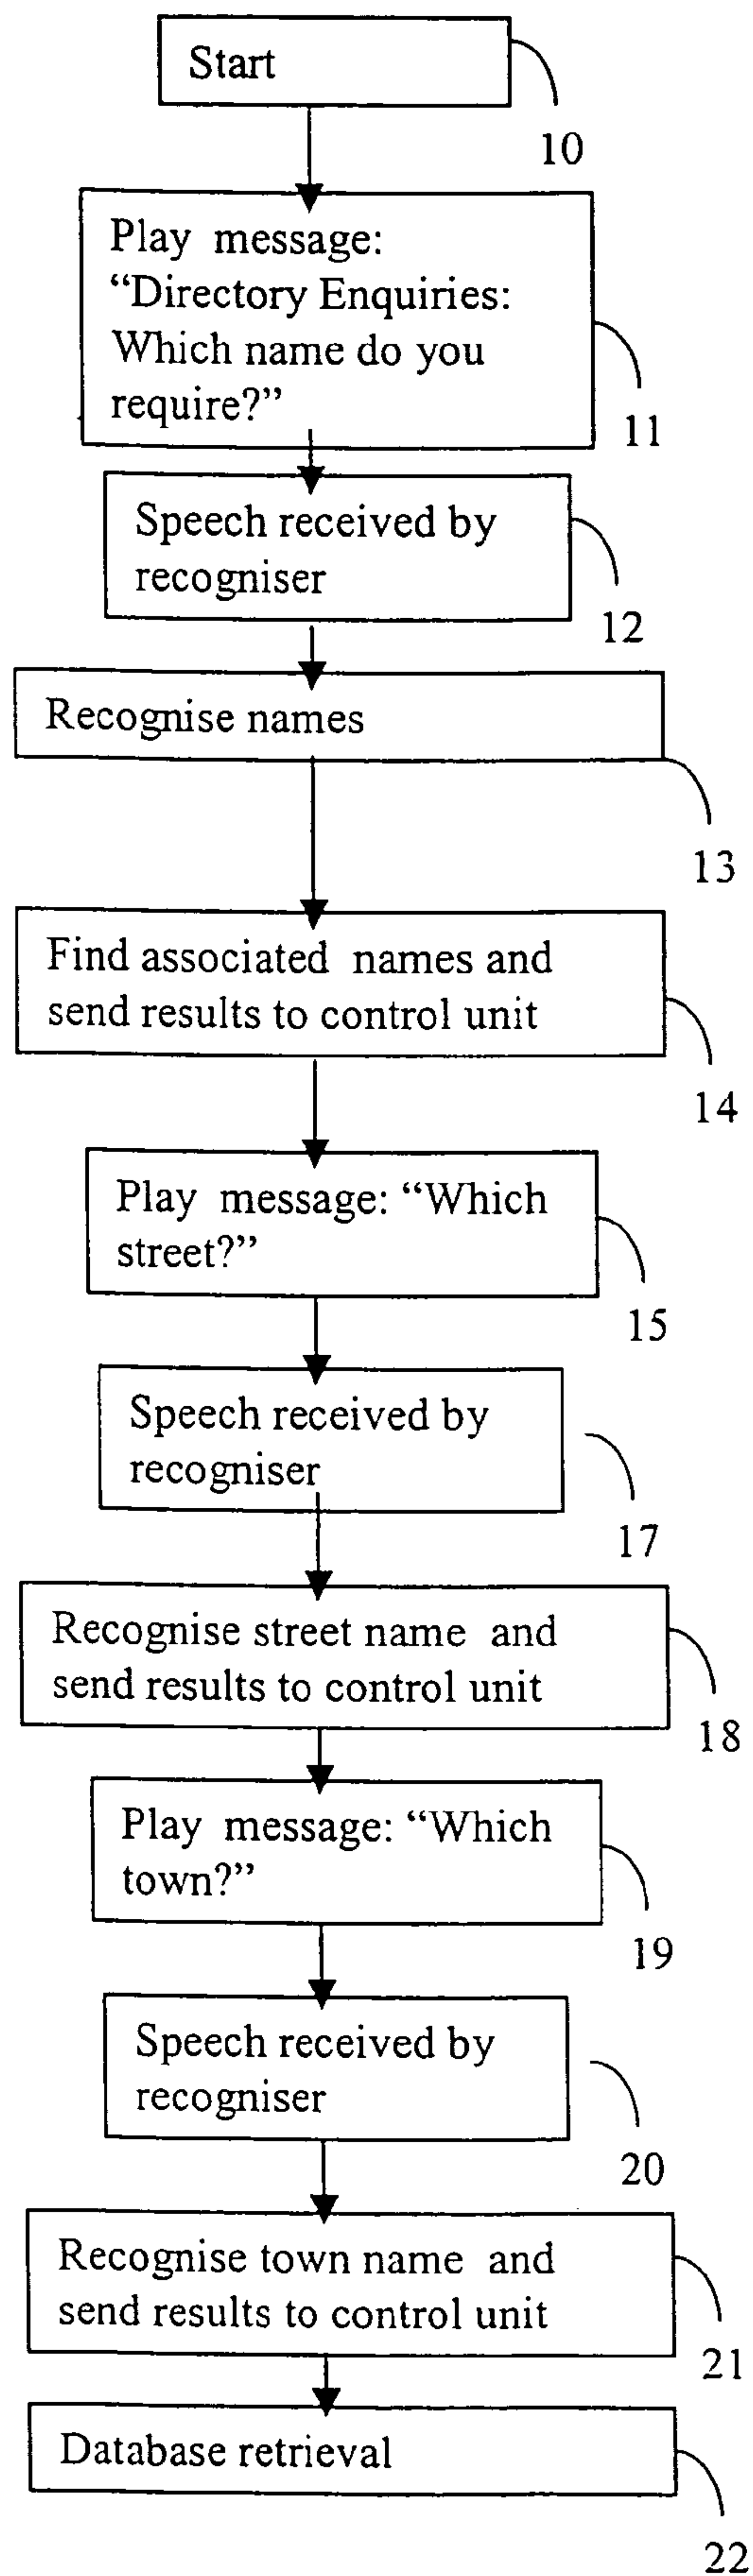 Start
10
Play message:
“Directory Enquiries:
Which name do you
require?”
11
Speech received by
recogniser
12
Recognise names
13
Find associated names and
send results to control unit
14
Play message: “Which
street?”
15
Speech received by
recogniser
17
Recognise street name and
send results to control unit
18
Play message: “Which
town?”
19
Speech received by
recogniser
20
Recognise town name and
send results to control unit
21
Database retrieval
22